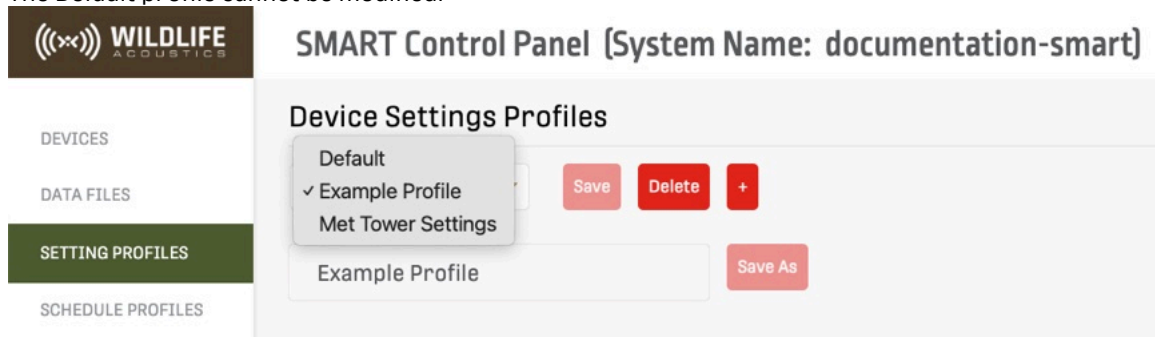 The Default profile cannot be modified.
((( ))) WILDLIFE
ACOUSTICS
SMART Control Panel (System Name: documentation-smart)
Device Settings Profiles
DEVICES
Default
DATA FILES
✓ Example Profile
Save
Delete
+
Met Tower Settings
SETTING PROFILES
Example Profile
Save As
SCHEDULE PROFILES